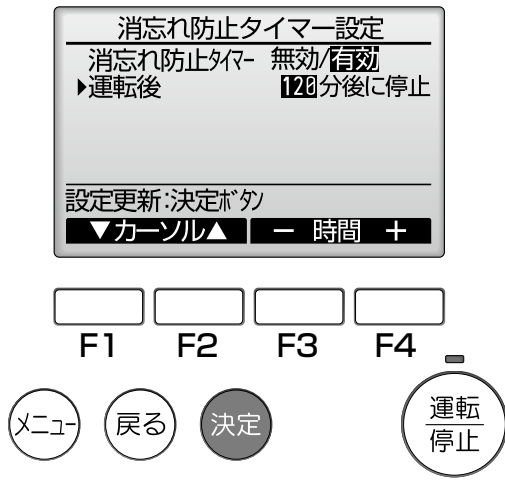 消忘れ防止タイマー設定
消忘れ防止ﾀｲﾏｰ 無効/有効
▶運転後 120分後に停止
設定更新:決定ﾎﾞﾀﾝ
▼カーソル▲ － 時間 ＋
F1 F2 F3 F4
メニュー 戻る 決定 運転
停止